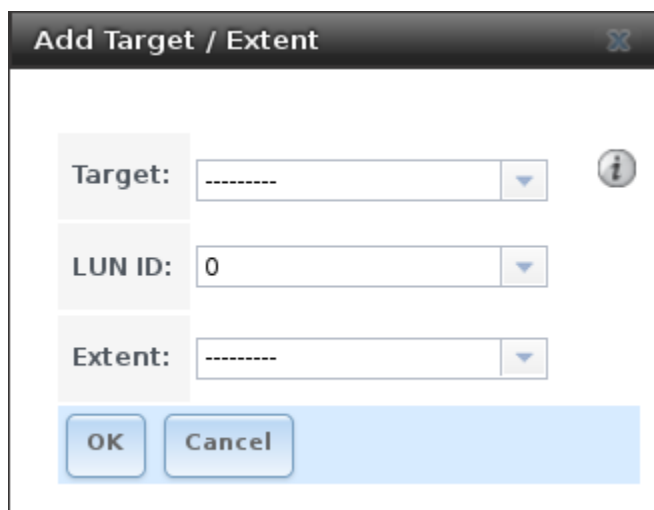 Add Target / Extent
Target: ---------
LUN ID: 0
Extent: ---------
OK Cancel